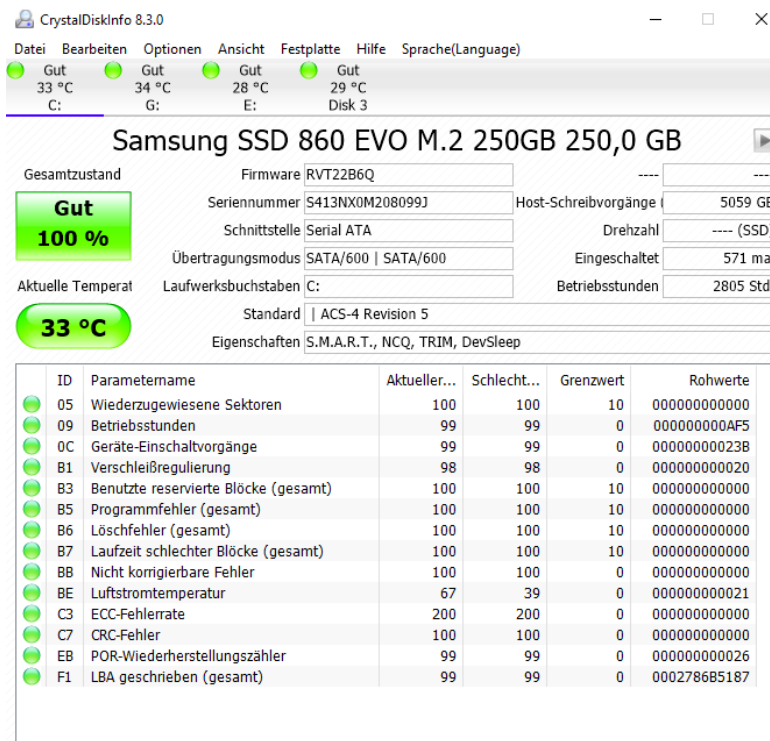 CrystalDiskInfo 8.3.0
Datei Bearbeiten Optionen Ansicht Festplatte Hilfe Sprache(Language)
Gut Gut Gut Gut
33 °C 34 °C 28 °C 29 °C
C: G: E: Disk 3
Samsung SSD 860 EVO M.2 250GB 250,0 GB
Gesamtzustand Firmware RVT22B6Q ---- ----
Gut Seriennummer S413NX0M208099J Host-Schreibvorgänge ( 5059 GB
100 % Schnittstelle Serial ATA Drehzahl ---- (SSD)
Übertragungsmodus SATA/600 | SATA/600 Eingeschaltet 571 ma
Aktuelle Temperat Laufwerksbuchstaben C: Betriebsstunden 2805 Std
33 °C Standard | ACS-4 Revision 5
Eigenschaften S.M.A.R.T., NCQ, TRIM, DevSleep
ID Parametername Aktueller... Schlecht... Grenzwert Rohwerte
05 Wiederzugewiesene Sektoren 100 100 10 000000000000
09 Betriebsstunden 99 99 0 000000000AF5
0C Geräte-Einschaltvorgänge 99 99 0 00000000023B
B1 Verschleißregulierung 98 98 0 000000000020
B3 Benutzte reservierte Blöcke (gesamt) 100 100 10 000000000000
B5 Programmfehler (gesamt) 100 100 10 000000000000
B6 Löschfehler (gesamt) 100 100 10 000000000000
B7 Laufzeit schlechter Blöcke (gesamt) 100 100 10 000000000000
BB Nicht korrigierbare Fehler 100 100 0 000000000000
BE Luftstromtemperatur 67 39 0 000000000021
C3 ECC-Fehlerrate 200 200 0 000000000000
C7 CRC-Fehler 100 100 0 000000000000
EB POR-Wiederherstellungszähler 99 99 0 000000000026
F1 LBA geschrieben (gesamt) 99 99 0 0002786B5187